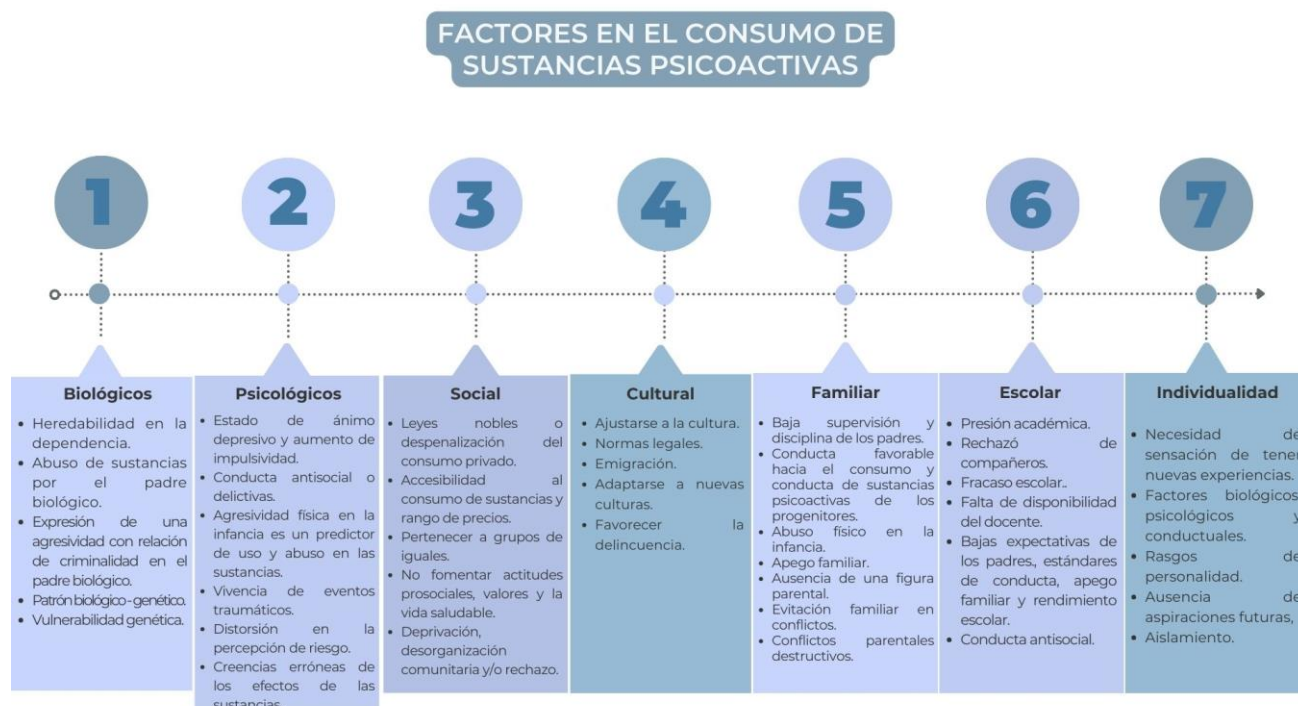 FACTORES EN EL CONSUMO DE
SUSTANCIAS PSICOACTIVAS
1
2
3
4
5
6
7
Biológicos
• Heredabilidad en la
dependencia.
• Abuso de sustancias
por el padre
biológico.
• Expresión de una
agresividad con relación
de criminalidad en el
padre biológico.
• Patrón biológico - genético.
• Vulnerabilidad genética.
Psicológicos
• Estado de ánimo
depresivo y aumento de
impulsividad.
• Conducta antisocial o
delictivas.
• Agresividad física en la
infancia es un predictor
de uso y abuso en las
sustancias.
• Vivencia de eventos
traumáticos.
• Distorsión en la
percepción de riesgo.
• Creencias erróneas de
los efectos de las
sustancias
Social
• Leyes nobles o
despenalización del
consumo privado.
• Accesibilidad al
consumo de sustancias y
rango de precios.
• Pertenecer a grupos de
iguales.
• No fomentar actitudes
prosociales, valores y la
vida saludable.
• Deprivación,
desorganización
comunitaria y/o rechazo.
Cultural
• Ajustarse a la cultura.
• Normas legales.
• Emigración.
• Adaptarse a nuevas
culturas.
• Favorecer la
delincuencia.
Familiar
• Baja supervisión y
disciplina de los padres.
• Conducta favorable
hacia el consumo y
conducta de sustancias
psicoactivas de los
progenitores.
• Abuso físico en la
infancia.
• Apego familiar.
• Ausencia de una figura
parental.
• Evitación familiar en
conflictos.
• Conflictos parentales
destructivos.
Escolar
• Presión académica.
• Rechazó de
compañeros.
• Fracaso escolar..
• Falta de disponibilidad
del docente.
• Bajas expectativas de
los padres., estándares
de conducta, apego
familiar y rendimiento
escolar.
• Conducta antisocial.
Individualidad
• Necesidad de
sensación de tener
nuevas experiencias.
• Factores biológicos
psicológicos y
conductuales.
• Rasgos de
personalidad.
• Ausencia de
aspiraciones futuras,
• Aislamiento.